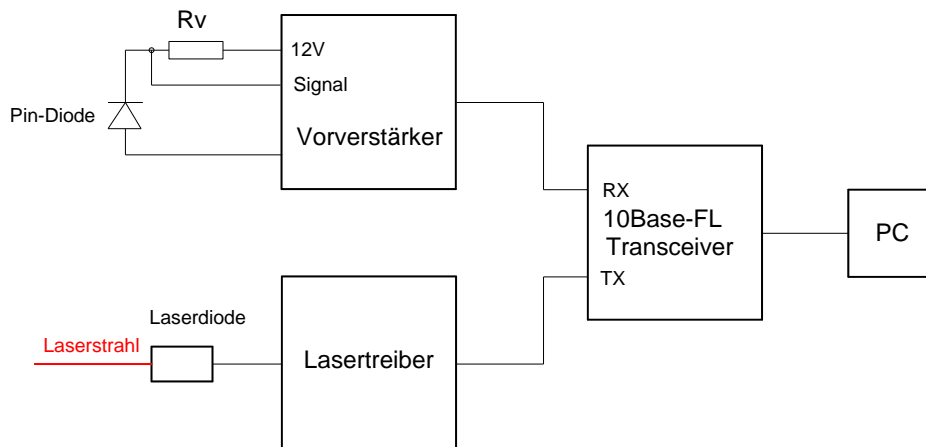 Rv
12V
Signal
Pin-Diode
Vorverstärker
RX
10Base-FL
Transceiver
TX
PC
Laserdiode
Laserstrahl
Lasertreiber